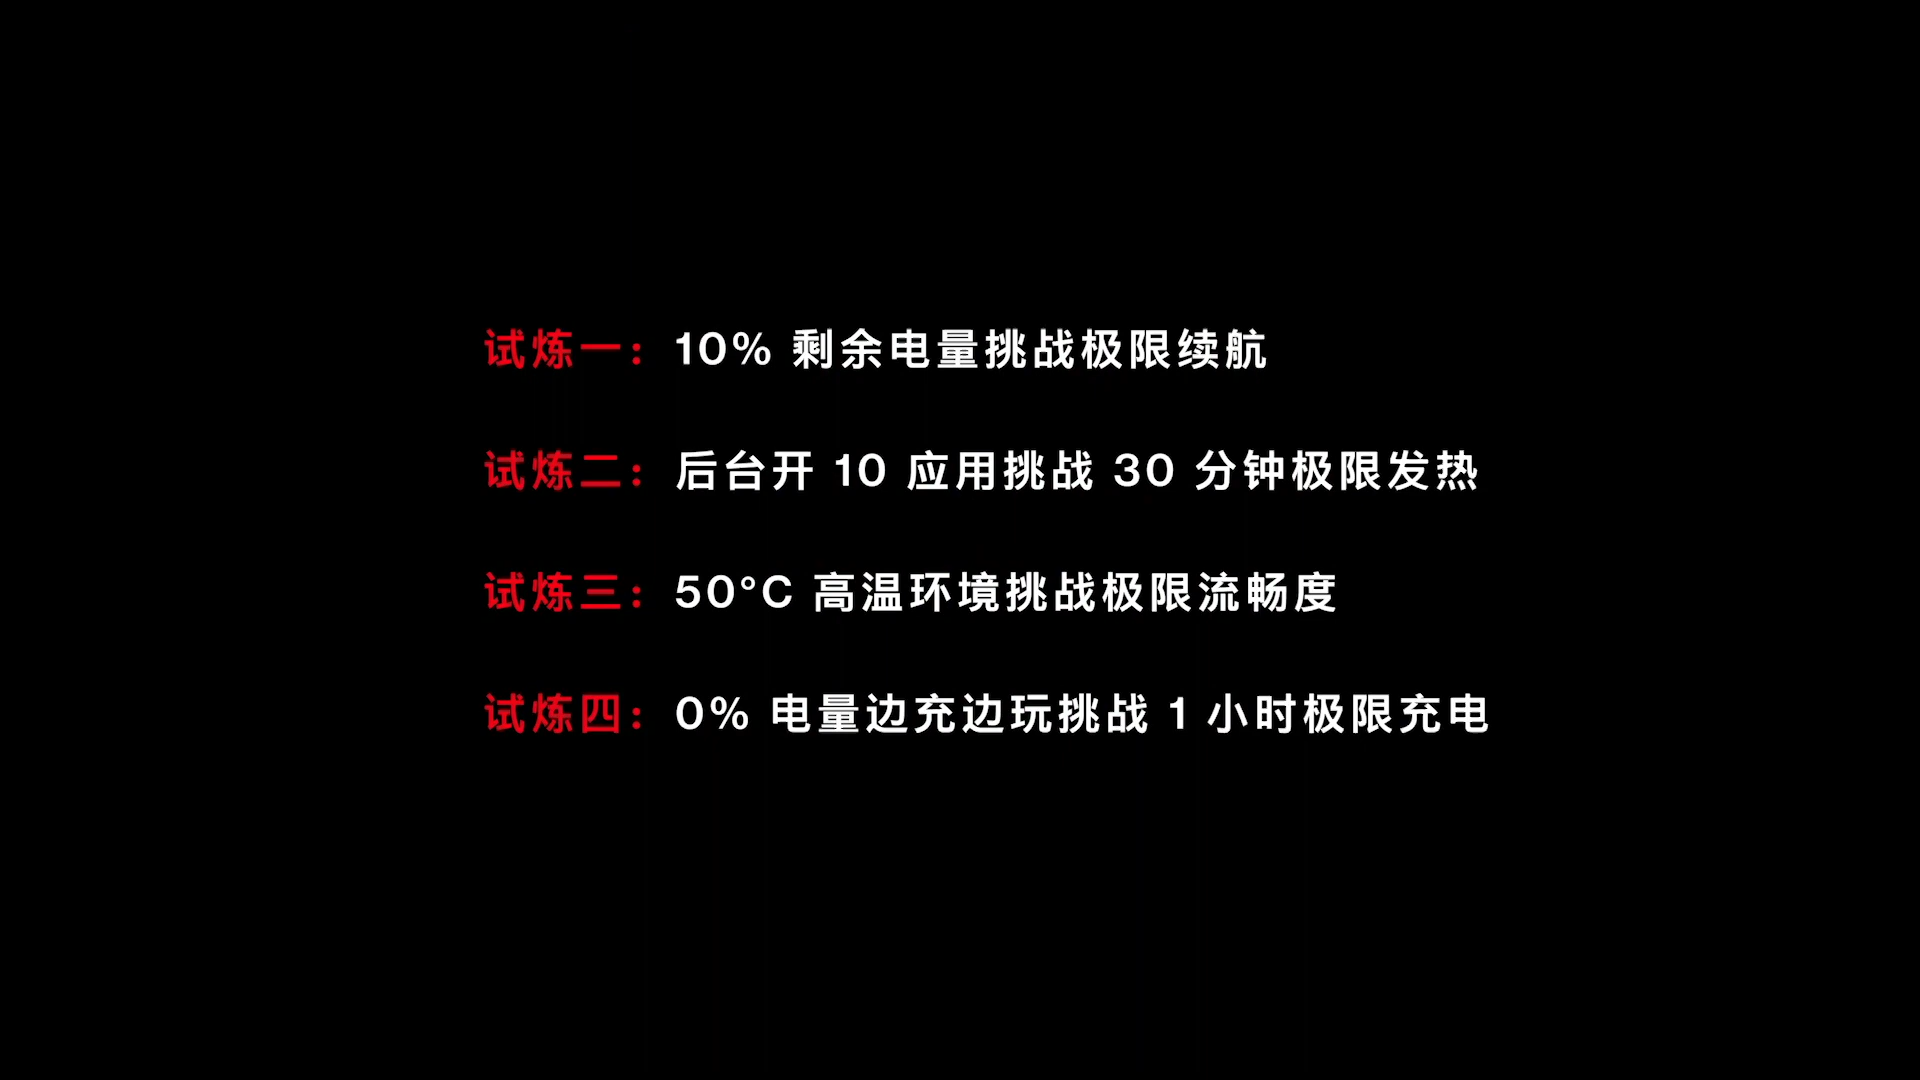 试炼一：10% 剩余电量挑战极限续航
试炼二：后台开 10 应用挑战 30 分钟极限发热
试炼三：50°C 高温环境挑战极限流畅度
试炼四：0% 电量边充边玩挑战 1 小时极限充电